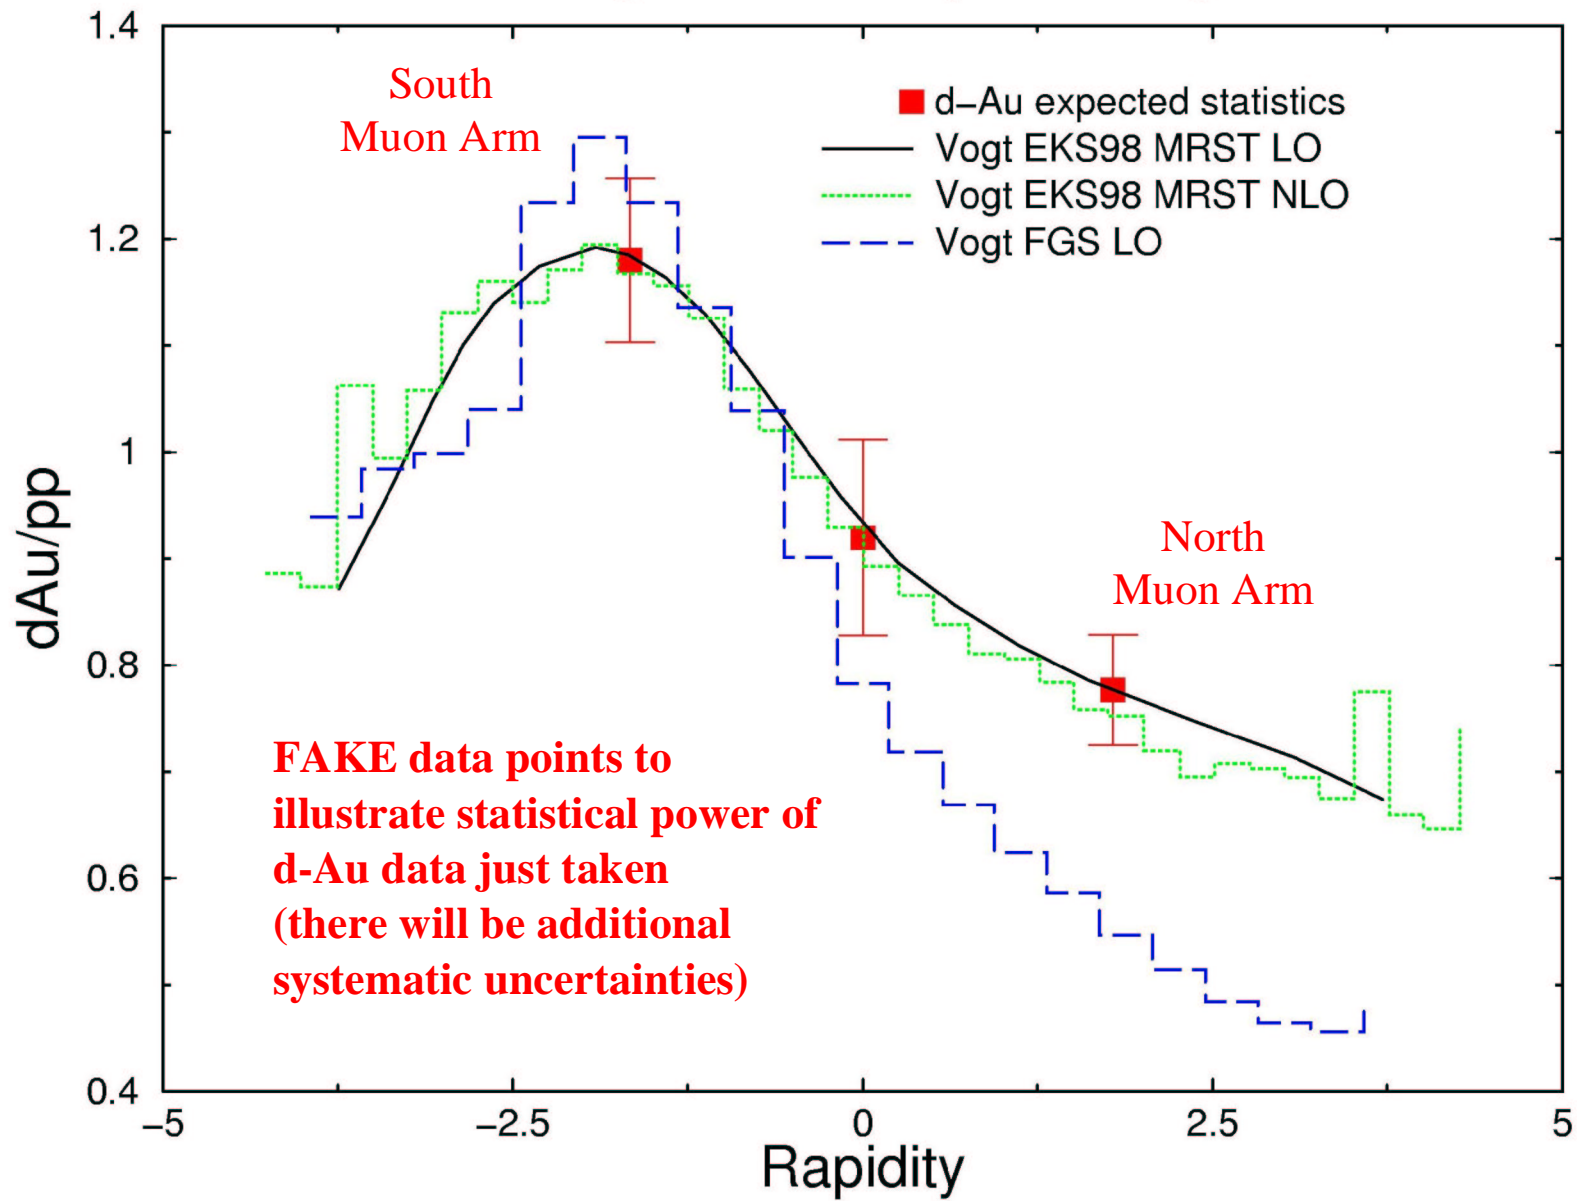 1.4
South
Muon Arm
d–Au expected statistics
Vogt EKS98 MRST LO
Vogt EKS98 MRST NLO
Vogt FGS LO
1.2
1
dAu/pp
North
Muon Arm
0.8
FAKE data points to
illustrate statistical power of
d-Au data just taken
(there will be additional
systematic uncertainties)
0.6
0.4
–5
–2.5
0
2.5
5
Rapidity